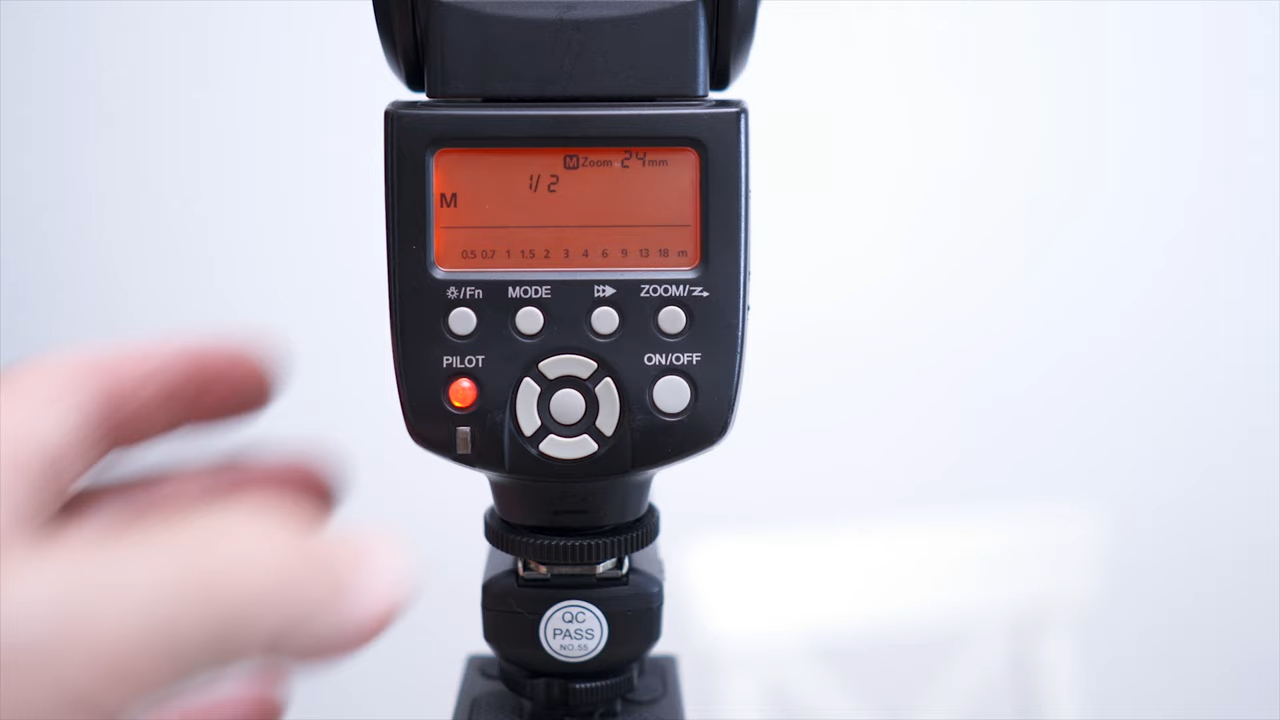 M Zoom 24mm
1/2
M
0.5 0.7 1 1.5 2 3 4 6 9 13 18 m
/Fn MODE ZOOM/
PILOT ON/OFF
QC
PASS
NO.55